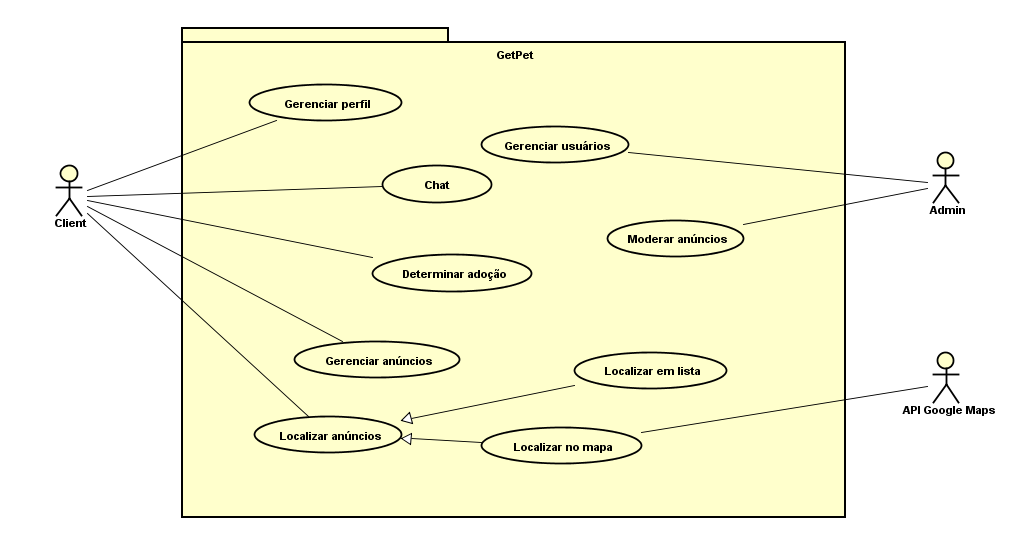 GetPet
Gerenciar perfil
Gerenciar usuários
Chat
Client
Admin
Moderar anúncios
Determinar adoção
Gerenciar anúncios
Localizar em lista
API Google Maps
Localizar anúncios
Localizar no mapa